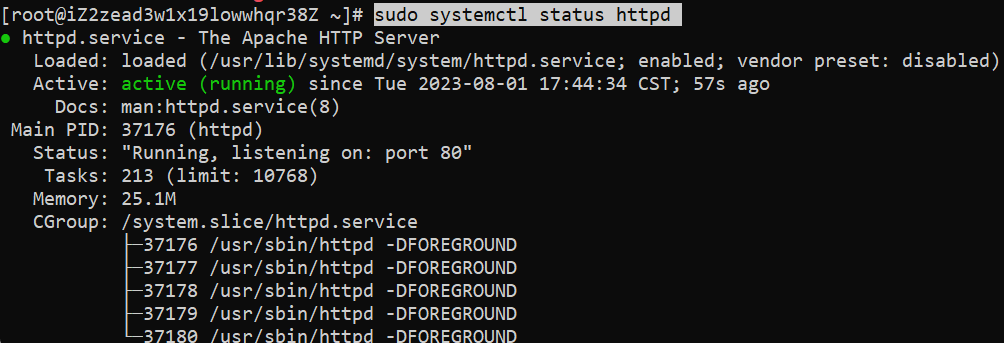 [root@iZ2zead3w1x19lowwhqr38Z ~]# sudo systemctl status httpd
● httpd.service - The Apache HTTP Server
Loaded: loaded (/usr/lib/systemd/system/httpd.service; enabled; vendor preset: disabled)
Active: active (running) since Tue 2023-08-01 17:44:34 CST; 57s ago
Docs: man:httpd.service(8)
Main PID: 37176 (httpd)
Status: "Running, listening on: port 80"
Tasks: 213 (limit: 10768)
Memory: 25.1M
CGroup: /system.slice/httpd.service
├─37176 /usr/sbin/httpd -DFOREGROUND
├─37177 /usr/sbin/httpd -DFOREGROUND
├─37178 /usr/sbin/httpd -DFOREGROUND
├─37179 /usr/sbin/httpd -DFOREGROUND
└─37180 /usr/sbin/httpd -DFOREGROUND